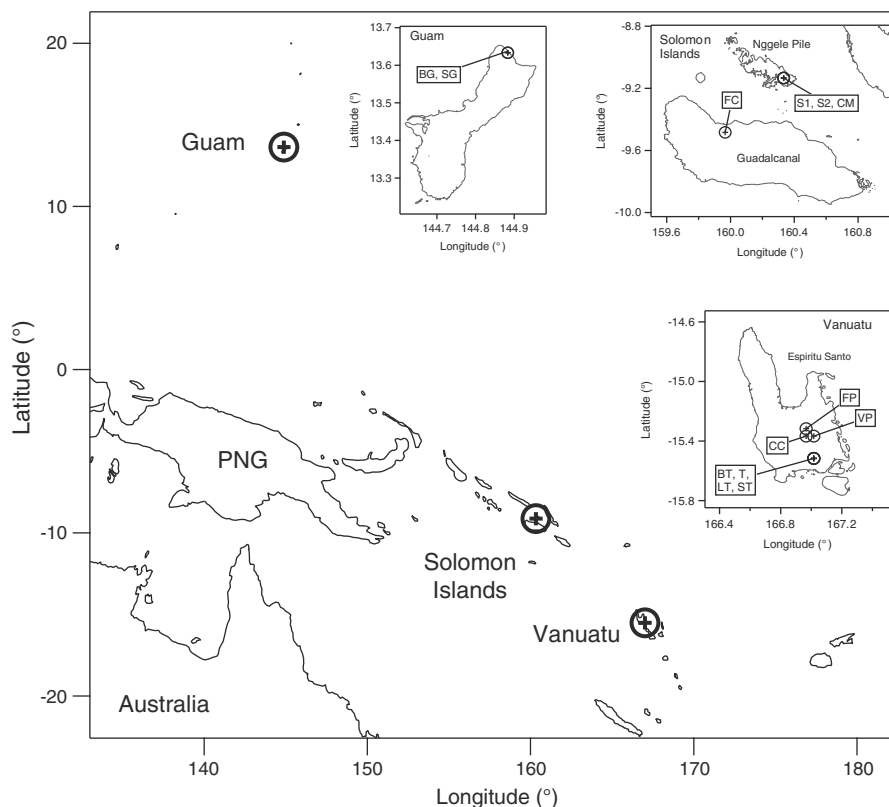 20
10
0
-10
-20
Latitude (°)
140
150
160
170
180
Longitude (°)
Guam
PNG
Solomon
Islands
Vanuatu
Australia
Guam
13.7
13.6
13.5
13.4
13.3
Latitude (°)
BG, SG
144.7
144.8
144.9
Longitude (°)
Solomon
Islands
Nggele Pile
-8.8
-9.2
-9.6
-10.0
Latitude (°)
FC
S1, S2, CM
Guadalcanal
159.6
160.0
160.4
160.8
Longitude (°)
Vanuatu
Espiritu Santo
-14.6
-15.0
-15.4
-15.8
Latitude (°)
FP
VP
CC
BT, T,
LT, ST
166.4
166.8
167.2
Longitude (°)